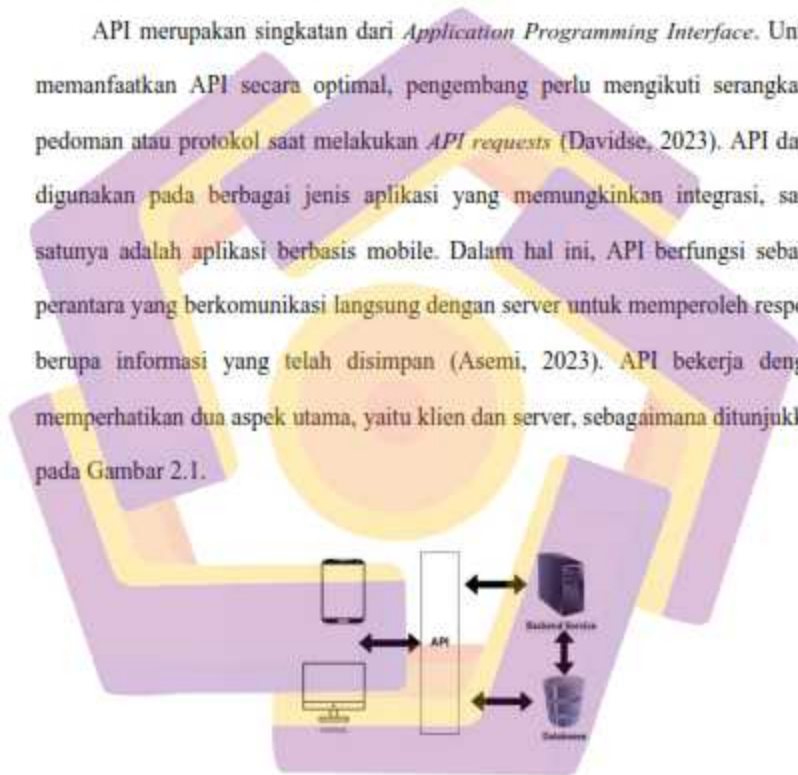 API merupakan singkatan dari Application Programming Interface. Un
memanfaatkan API secara optimal, pengembang perlu mengikuti serangka
pedoman atau protokol saat melakukan API requests (Davidse, 2023). API da
digunakan pada berbagai jenis aplikasi yang memungkinkan integrasi, sa
satunya adalah aplikasi berbasis mobile. Dalam hal ini, API berfungsi seba
perantara yang berkomunikasi langsung dengan server untuk memperoleh respo
berupa informasi yang telah disimpan (Asemi, 2023). API bekerja deng
memperhatikan dua aspek utama, yaitu klien dan server, sebagaimana ditunjukk
pada Gambar 2.1.
Backend Service
API
Database